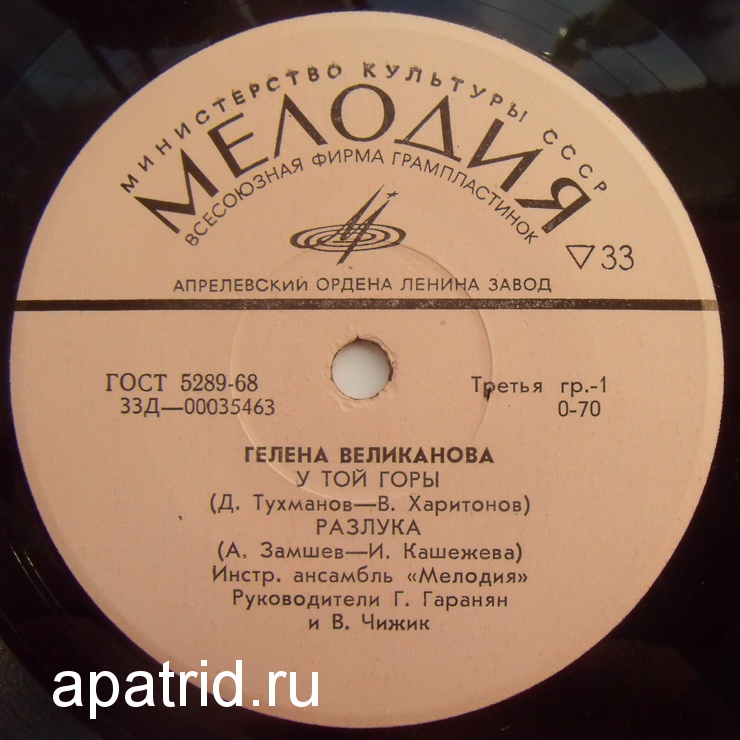 МИНИСТЕРСТВО КУЛЬТУРЫ СССР
МЕЛОДИЯ
ВСЕСОЮЗНАЯ ФИРМА ГРАМПЛАСТИНОК
▽33
АПРЕЛЕВСКИЙ ОРДЕНА ЛЕНИНА ЗАВОД
ГОСТ 5289-68
33Д—00035463
Третья гр.-1
0-70
ГЕЛЕНА ВЕЛИКАНОВА
У ТОЙ ГОРЫ
(Д. Тухманов—В. Харитонов)
РАЗЛУКА
(А. Замшев—И. Кашежева)
Инстр. ансамбль «Мелодия»
Руководители Г. Гаранян
и В. Чижик
apatrid.ru